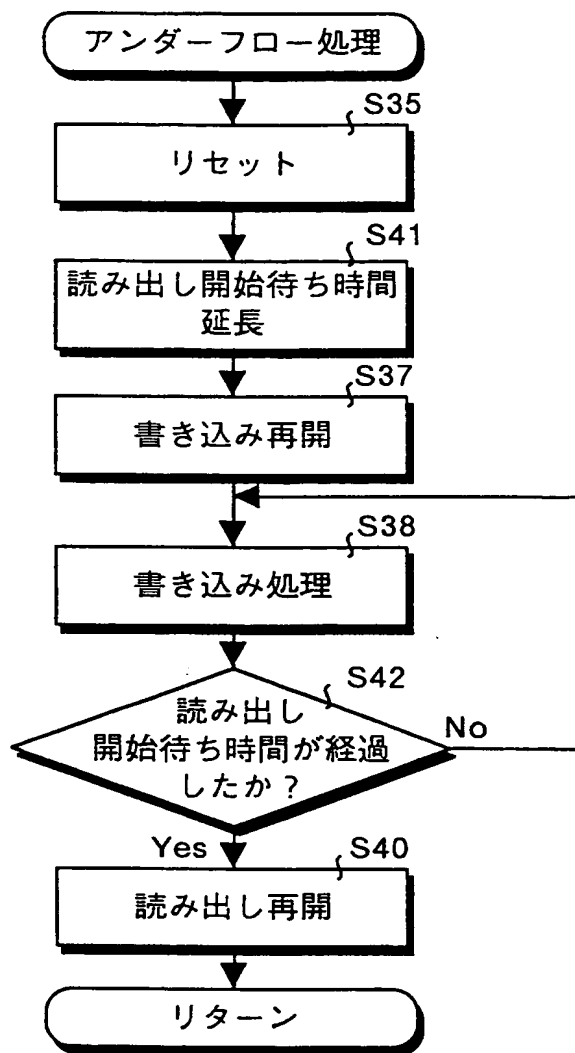 アンダーフロー処理
S35
リセット
S41
読み出し開始待ち時間
延長
S37
書き込み再開
S38
書き込み処理
S42
読み出し
開始待ち時間が経過
したか?
No
Yes
S40
読み出し再開
リターン